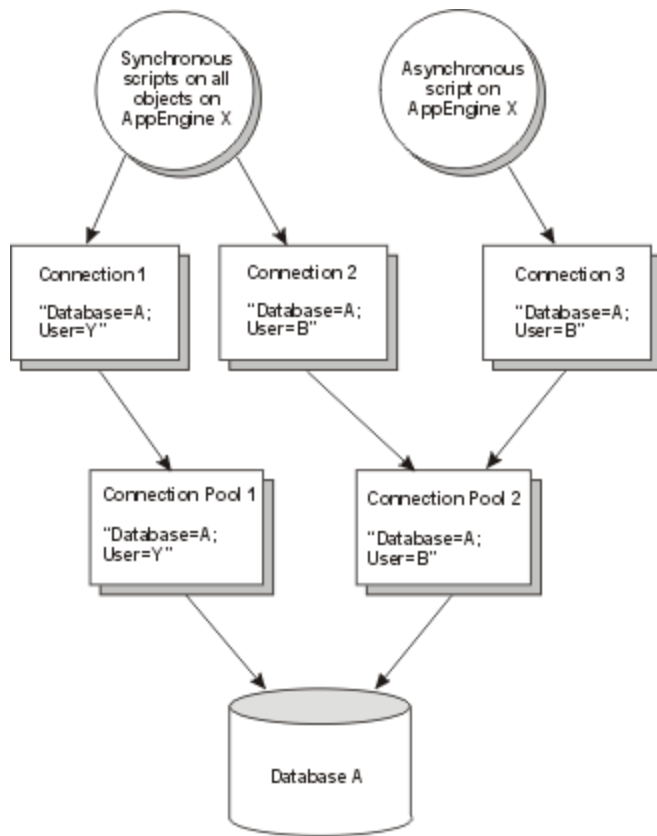 Synchronous
scripts on all
objects on
AppEngine X
Asynchronous
script on
AppEngine X
Connection 1
"Database=A;
User=Y"
Connection 2
"Database=A;
User=B"
Connection 3
"Database=A;
User=B"
Connection Pool 1
"Database=A;
User=Y"
Connection Pool 2
"Database=A;
User=B"
Database A